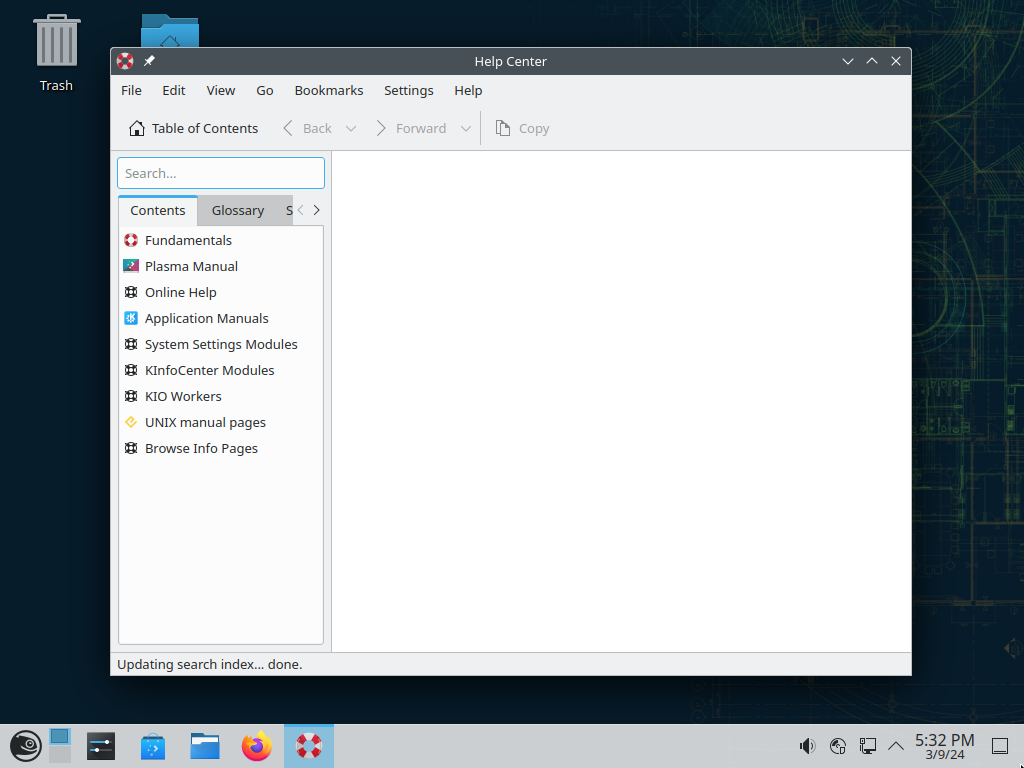 Trash
Help Center
File Edit View Go Bookmarks Settings Help
Table of Contents Back Forward Copy
Search...
Contents Glossary S
Fundamentals
Plasma Manual
Online Help
Application Manuals
System Settings Modules
KInfoCenter Modules
KIO Workers
UNIX manual pages
Browse Info Pages
Updating search index... done.
5:32 PM
3/9/24